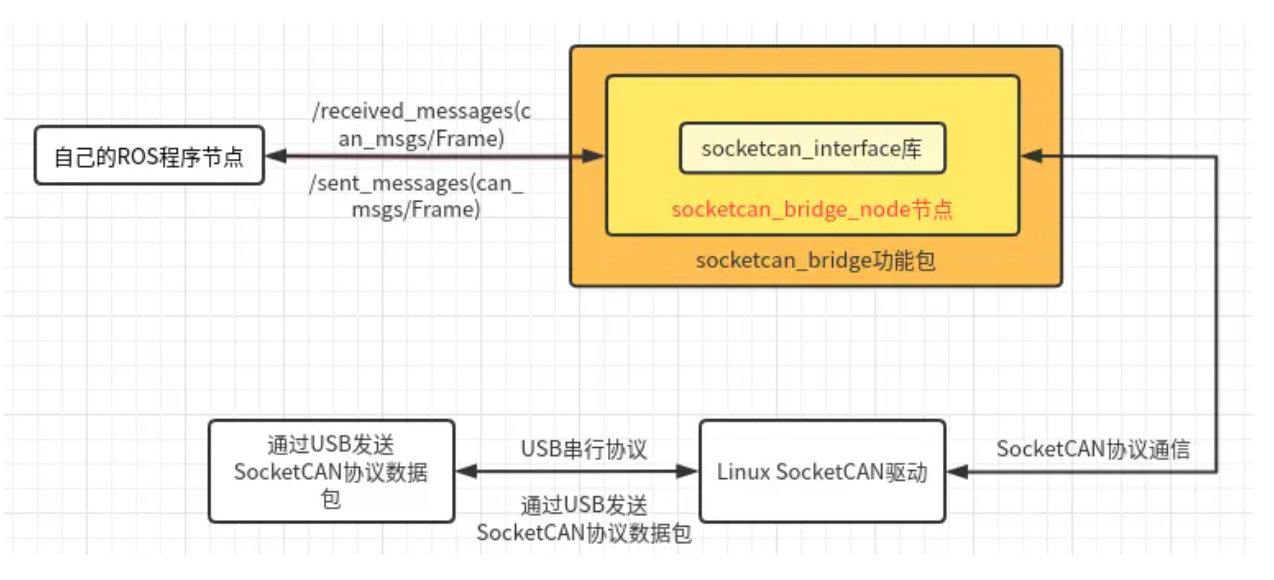 /received_messages(c
an_msgs/Frame)
自己的ROS程序节点
/sent_messages(can_
msgs/Frame)
socketcan_interface库
socketcan_bridge_node节点
socketcan_bridge功能包
通过USB发送
SocketCAN协议数据
包
USB串行协议
通过USB发送
SocketCAN协议数据包
Linux SocketCAN驱动
SocketCAN协议通信